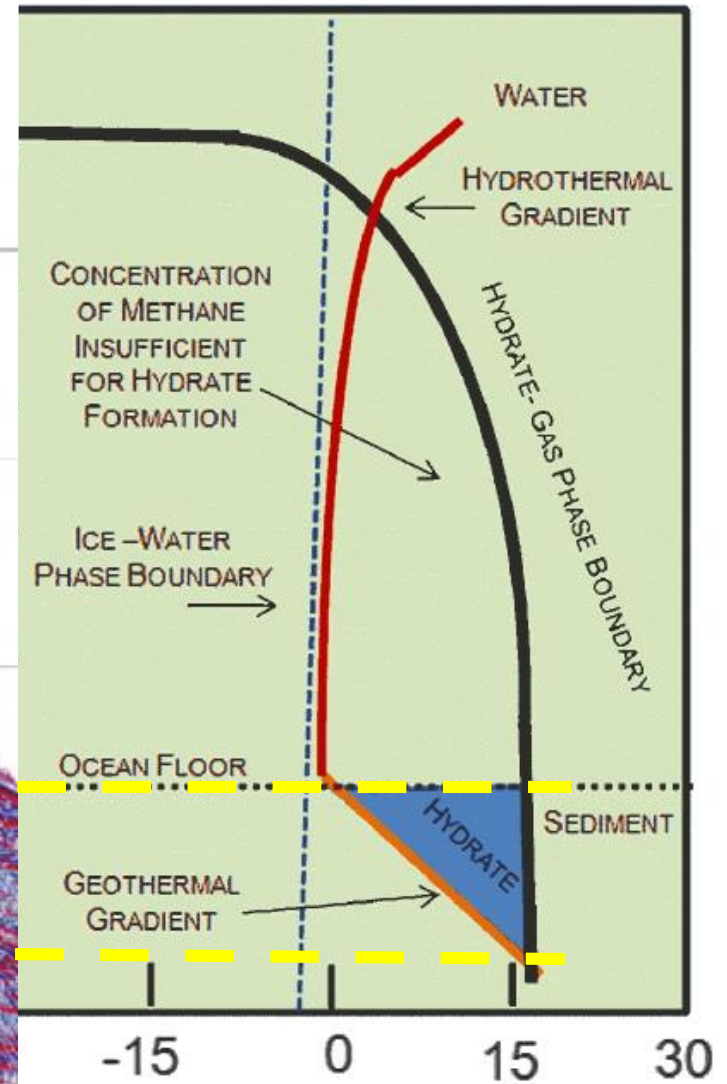 WATER
HYDROTHERMAL
GRADIENT
CONCENTRATION
OF METHANE
INSUFFICIENT
FOR HYDRATE
FORMATION
HYDRATE- GAS PHASE BOUNDARY
ICE –WATER
PHASE BOUNDARY
OCEAN FLOOR
HYDRATE
SEDIMENT
GEOTHERMAL
GRADIENT
-15 0 15 30